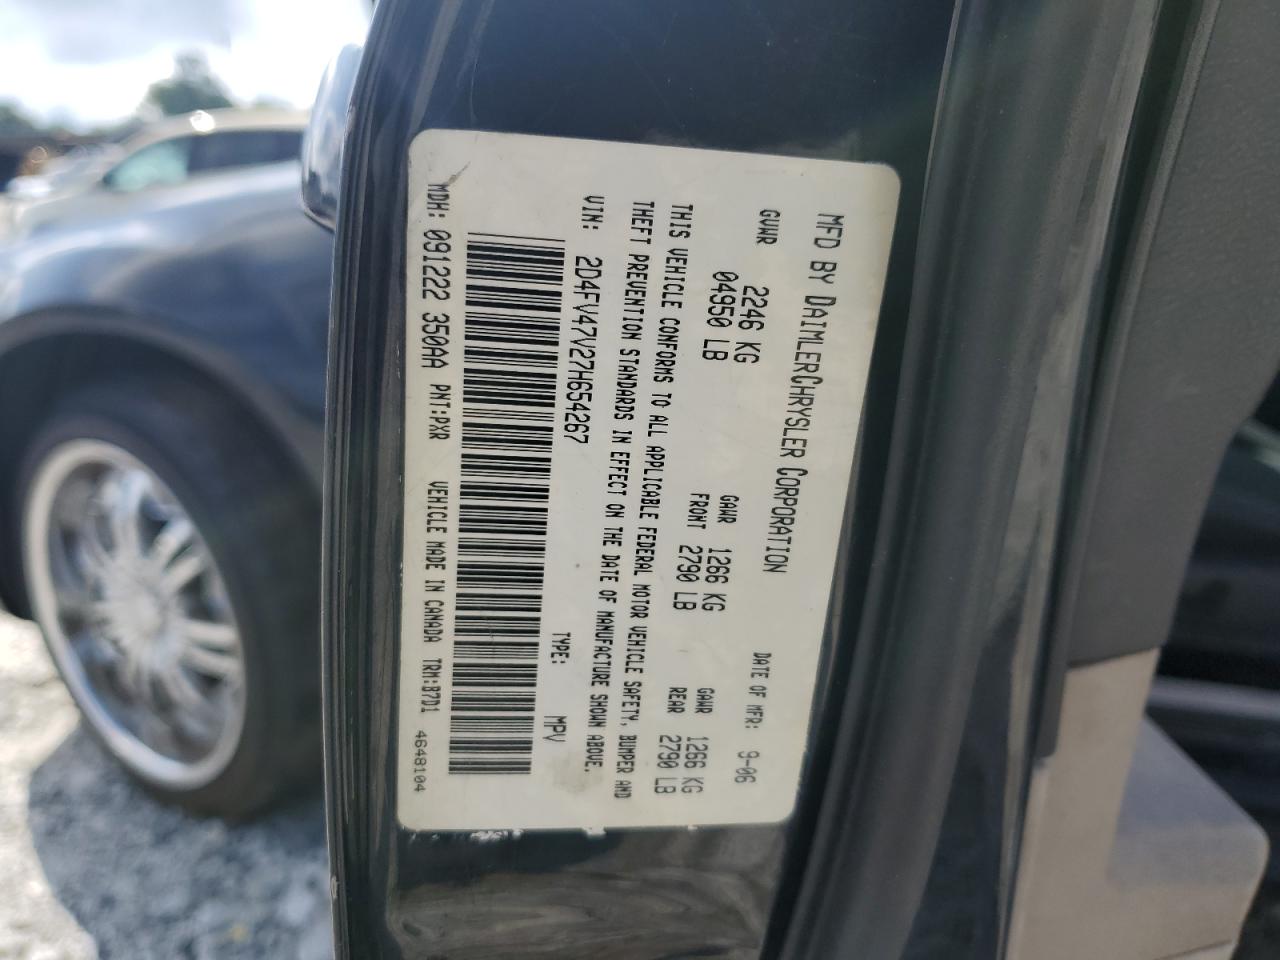 MFD BY DAIMLERCHRYSLER CORPORATION
DATE OF MFR: 9-06
GVWR 2246 KG
04950 LB
GAWR 1266 KG
FRONT 2790 LB
GAWR 1266 KG
REAR 2790 LB
THIS VEHICLE CONFORMS TO ALL APPLICABLE FEDERAL MOTOR VEHICLE SAFETY, BUMPER AND
THEFT PREVENTION STANDARDS IN EFFECT ON THE DATE OF MANUFACTURE SHOWN ABOVE.
VIN: 2D4FV47V27H654267
TYPE: MPV
MDH: 091222 350AA PNT:PXR VEHICLE MADE IN CANADA TRM:B7D1 4648104